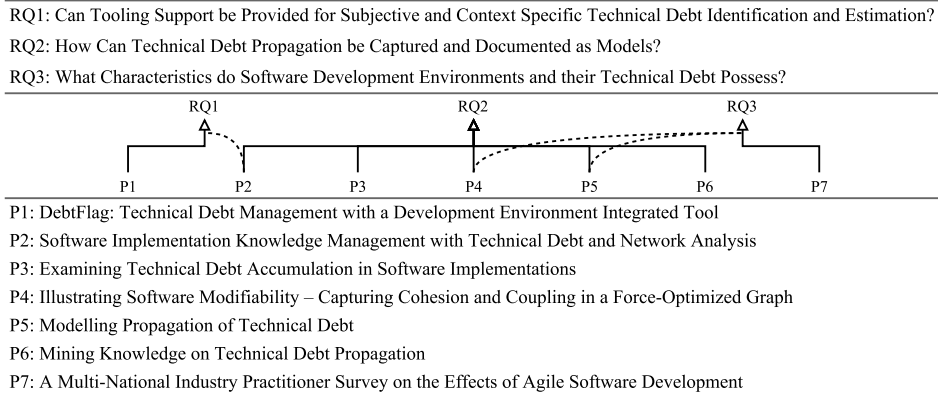 RQ1: Can Tooling Support be Provided for Subjective and Context Specific Technical Debt Identification and Estimation?
RQ2: How Can Technical Debt Propagation be Captured and Documented as Models?
RQ3: What Characteristics do Software Development Environments and their Technical Debt Possess?
RQ1 RQ2 RQ3
P1 P2 P3 P4 P5 P6 P7
P1: DebtFlag: Technical Debt Management with a Development Environment Integrated Tool
P2: Software Implementation Knowledge Management with Technical Debt and Network Analysis
P3: Examining Technical Debt Accumulation in Software Implementations
P4: Illustrating Software Modifiability – Capturing Cohesion and Coupling in a Force-Optimized Graph
P5: Modelling Propagation of Technical Debt
P6: Mining Knowledge on Technical Debt Propagation
P7: A Multi-National Industry Practitioner Survey on the Effects of Agile Software Development